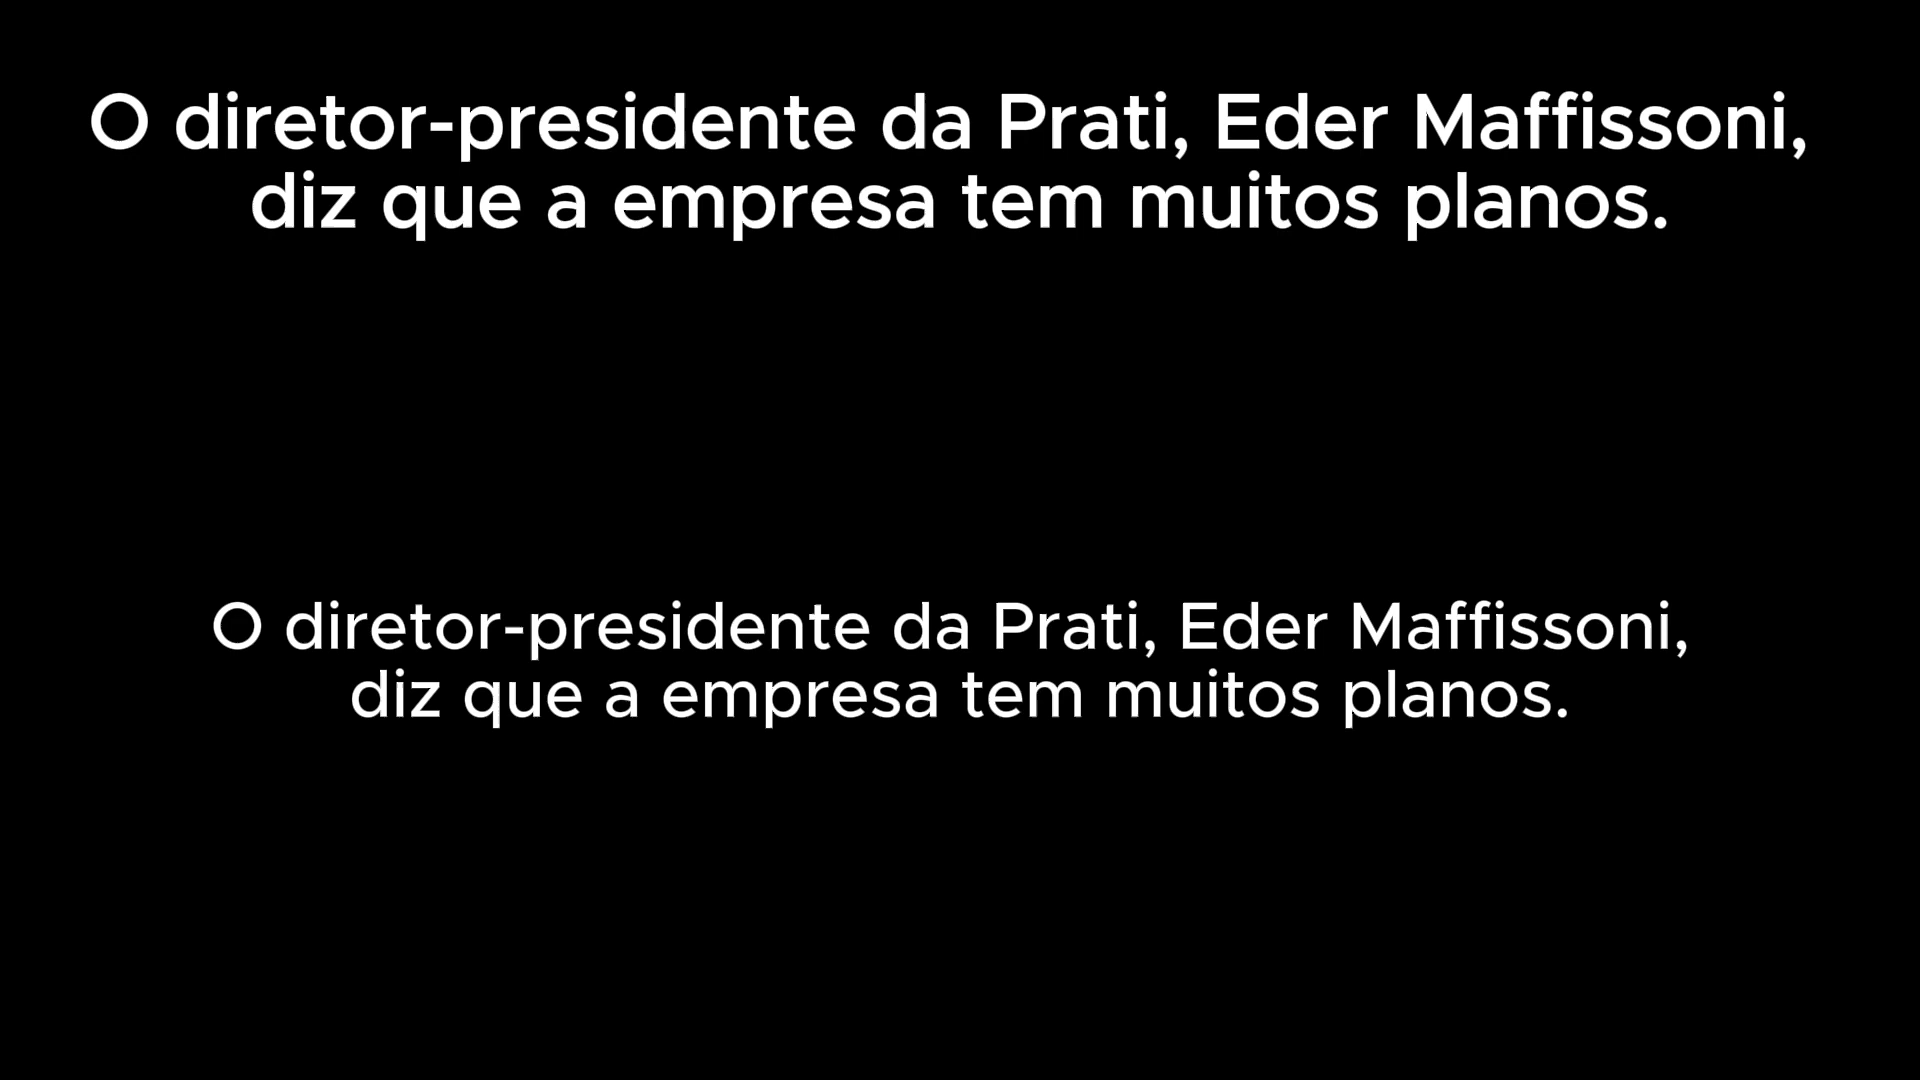 O diretor-presidente da Prati, Eder Maffissoni,
diz que a empresa tem muitos planos.
O diretor-presidente da Prati, Eder Maffissoni,
diz que a empresa tem muitos planos.